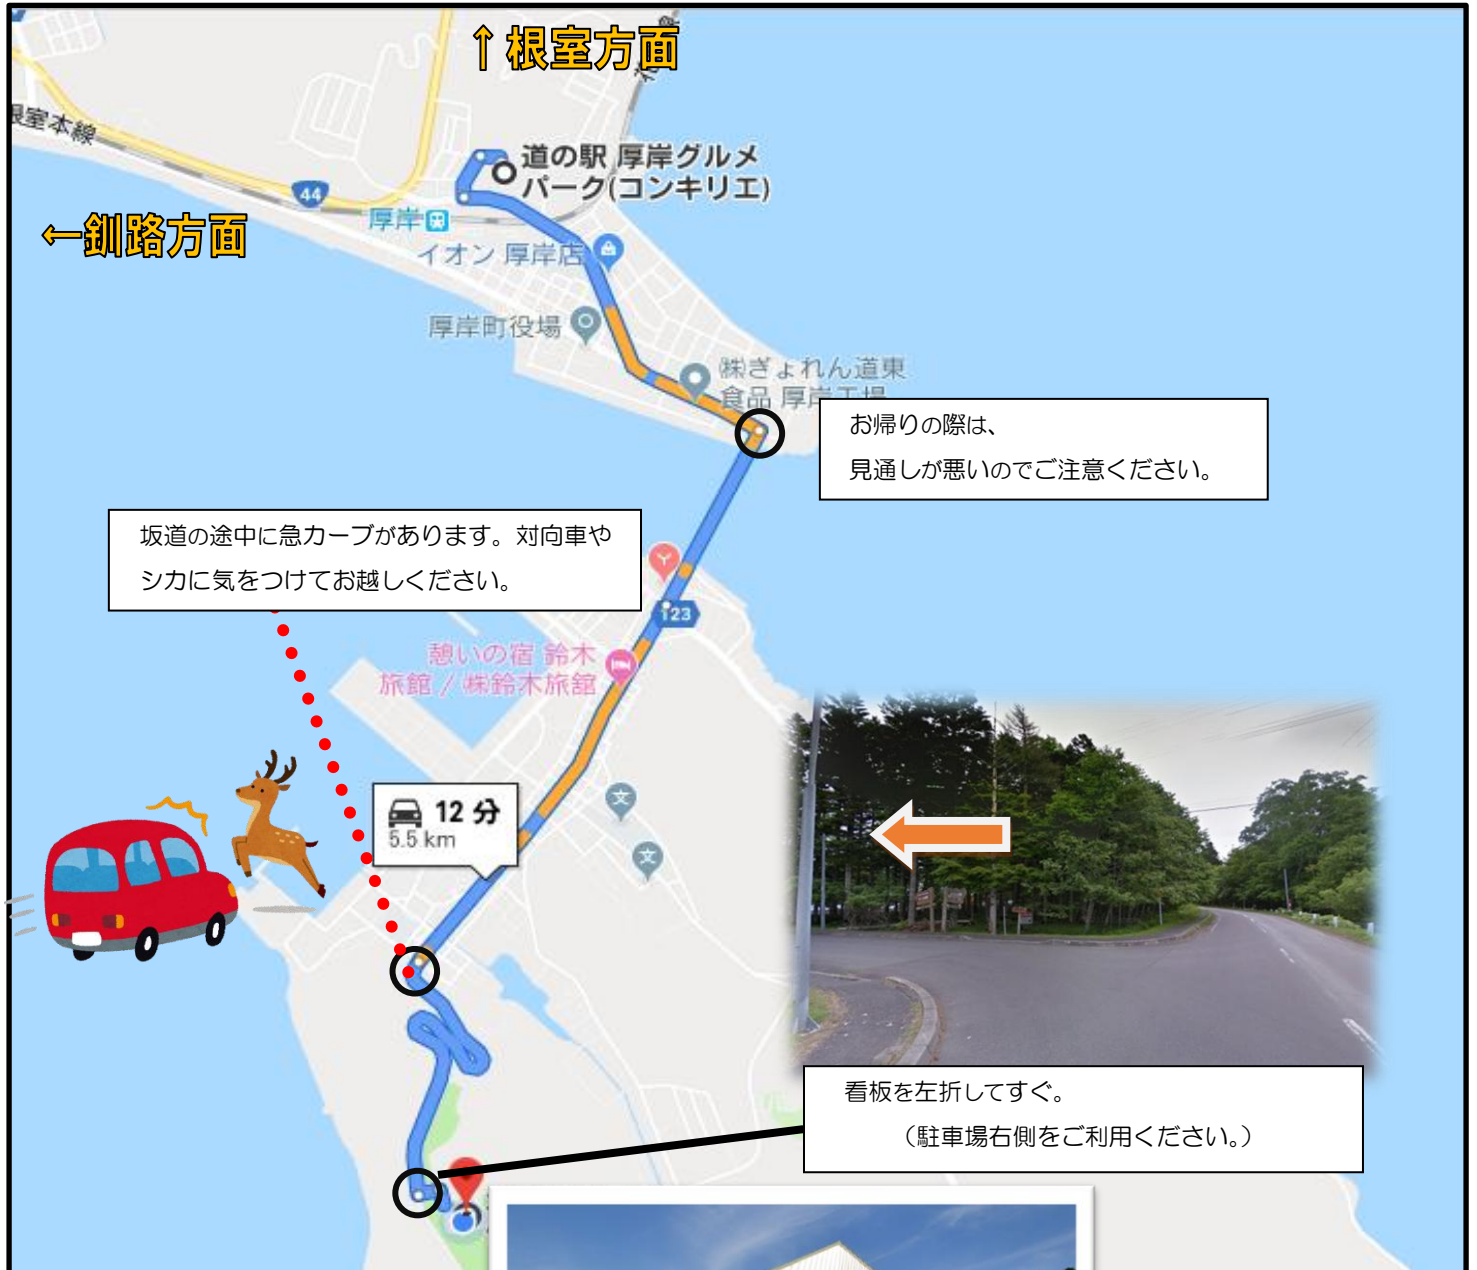 ↑根室方面
根室本線
道の駅 厚岸グルメ
パーク(コンキリエ)
44
厚岸
←釧路方面
イオン 厚岸店
厚岸町役場
㈱ぎょれん道東
食品 厚岸工場
お帰りの際は、
見通しが悪いのでご注意ください。
坂道の途中に急カーブがあります。対向車や
シカに気をつけてお越しください。
123
憩いの宿 鈴木
旅館 / ㈱鈴木旅館
12 分
5.5 km
文
文
看板を左折してすぐ。
（駐車場右側をご利用ください。）